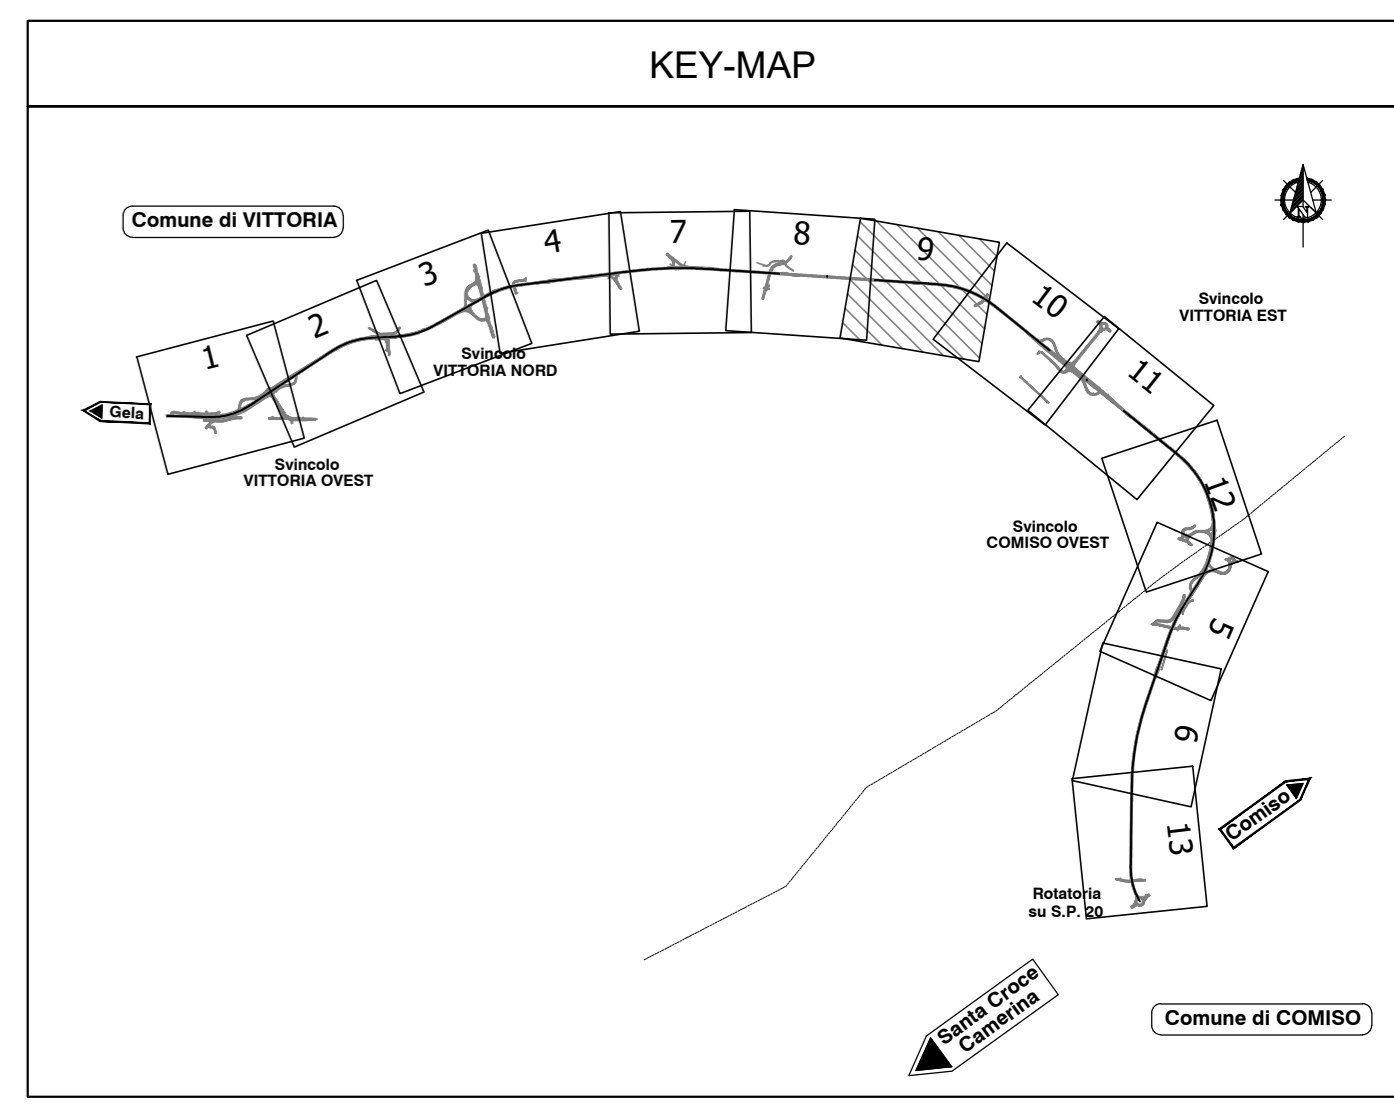 KEY-MAP
Comune di VITTORIA
1
2
3
4
7
8
9
10
11
12
5
6
13
Svincolo
VITTORIA EST
Svincolo
VITTORIA NORD
Gela
Svincolo
VITTORIA OVEST
Svincolo
COMISO OVEST
Comiso
Rotatoria
su S.P. 20
Santa Croce
Camerina
Comune di COMISO
N